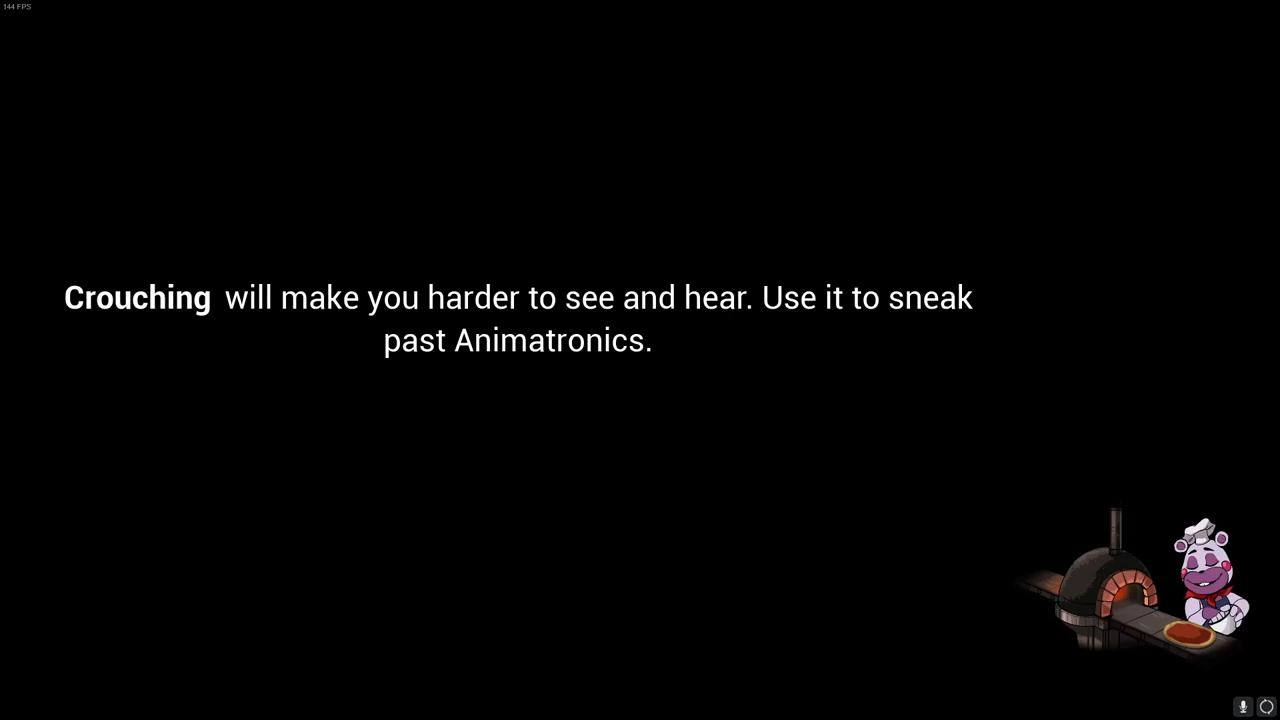 144 FPS
Crouching will make you harder to see and hear. Use it to sneak
past Animatronics.